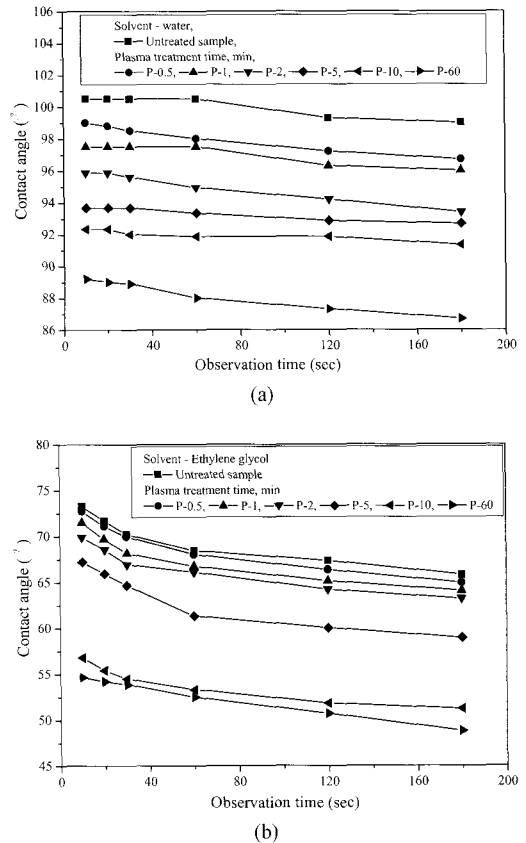 106
104
102
100
98
96
94
92
90
88
86
Contact angle (°)
Solvent - water,
Untreated sample,
Plasma treatment time, min,
P-0.5, P-1, P-2, P-5, P-10, P-60
0 40 80 120 160 200
Observation time (sec)
(a)
80
75
70
65
60
55
50
45
Contact angle (°)
Solvent - Ethylene glycol
Untreated sample
Plasma treatment time, min
P-0.5, P-1, P-2, P-5, P-10, P-60
0 40 80 120 160 200
Observation time (sec)
(b)